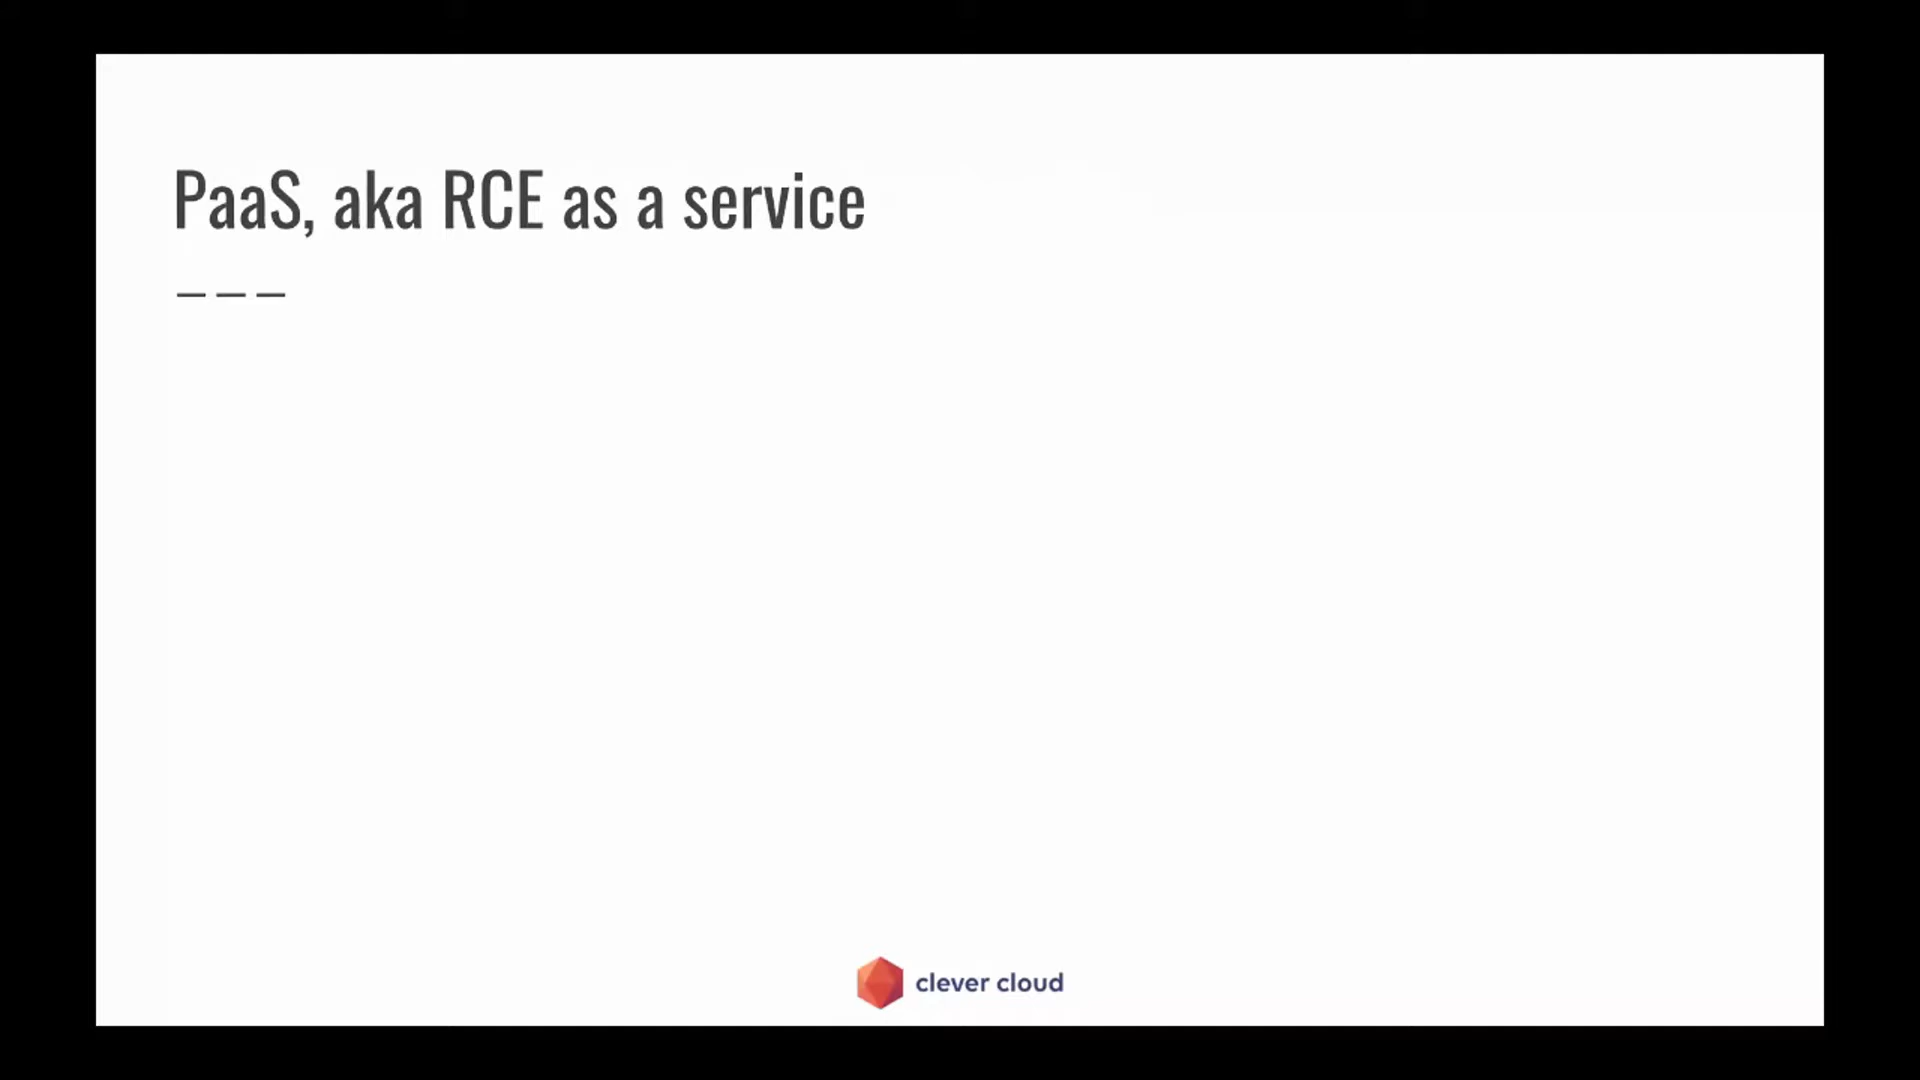 PaaS, aka RCE as a service
———
clever cloud